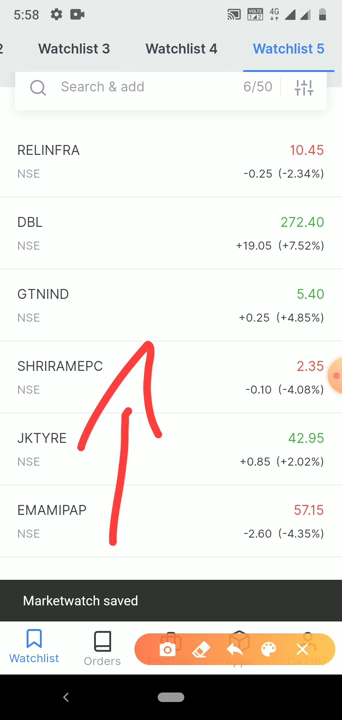 5:58
4G
2 Watchlist 3 Watchlist 4 Watchlist 5
Search & add 6/50
RELINFRA 10.45
NSE -0.25 (-2.34%)
DBL 272.40
NSE +19.05 (+7.52%)
GTNIND 5.40
NSE +0.25 (+4.85%)
SHRIRAMEPC 2.35
NSE -0.10 (-4.08%)
JKTYRE 42.95
NSE +0.85 (+2.02%)
EMAMIPAP 57.15
NSE -2.60 (-4.35%)
Marketwatch saved
Watchlist Orders